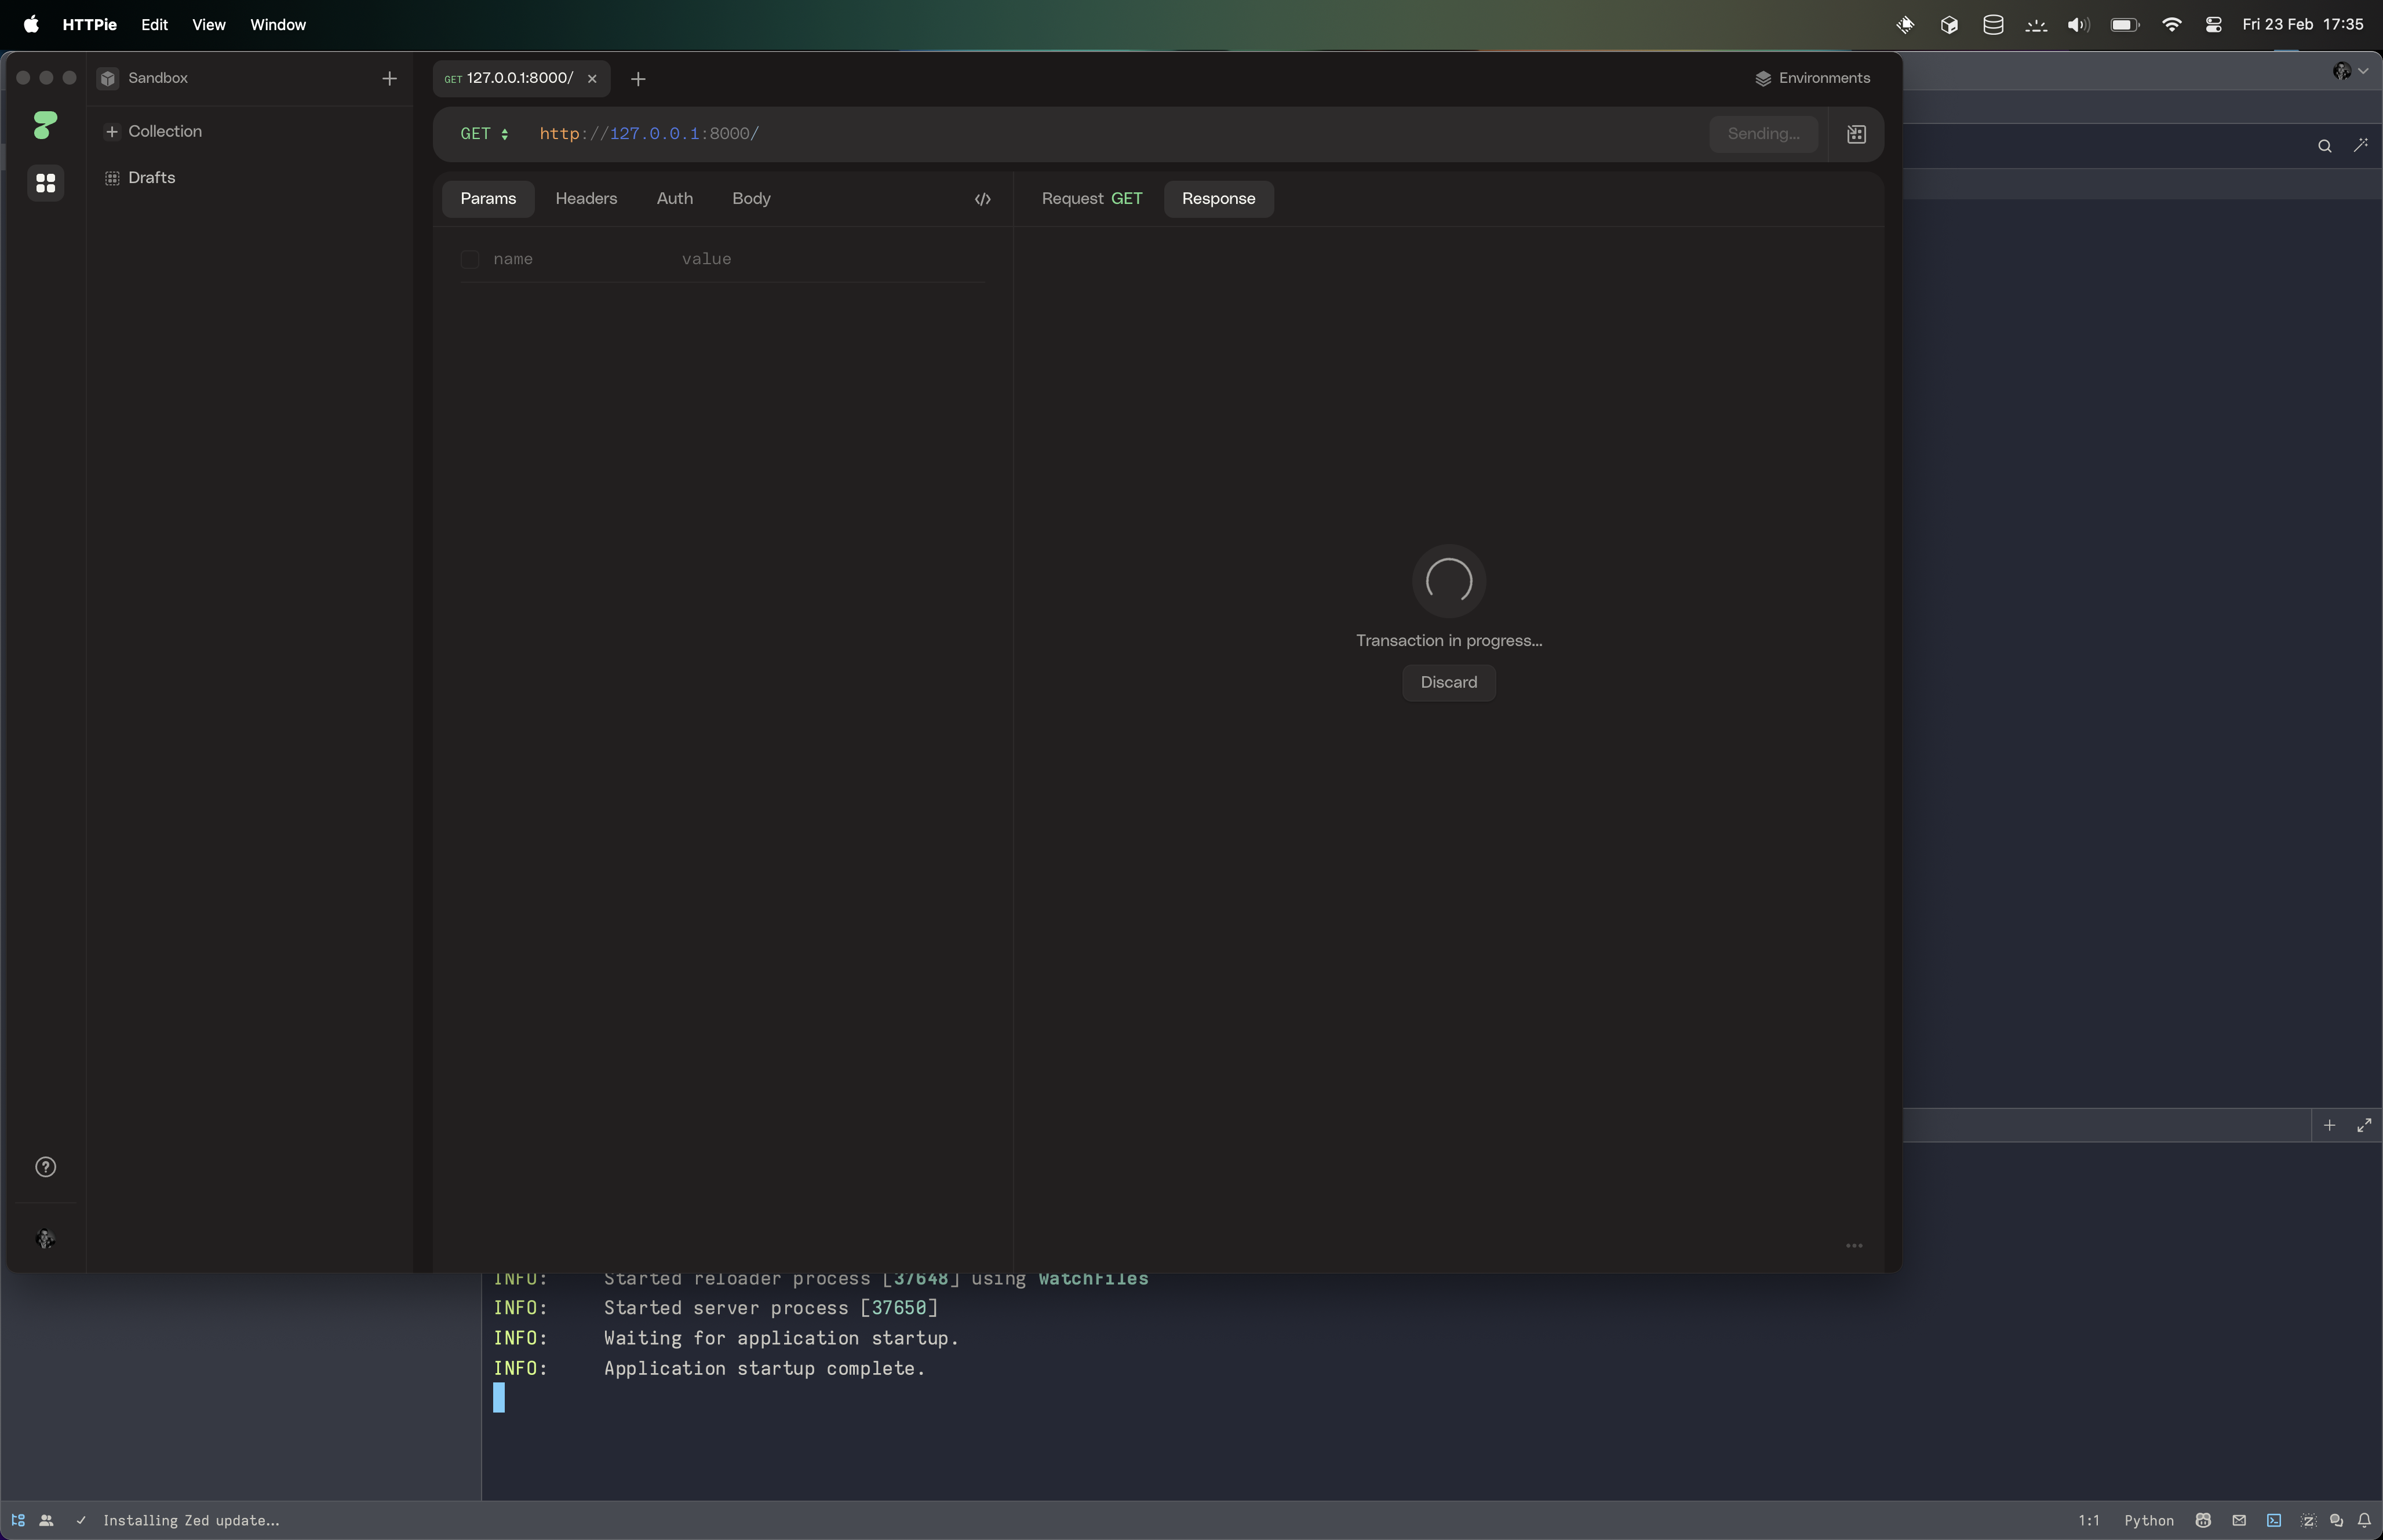 HTTPie Edit View Window
Fri 23 Feb 17:35
Sandbox
Collection
Drafts
GET 127.0.0.1:8000/
Environments
GET http://127.0.0.1:8000/
Sending...
Params Headers Auth Body
Request GET Response
name value
Transaction in progress...
Discard
INFO: Started reloader process [37648] using WatchFiles
INFO: Started server process [37650]
INFO: Waiting for application startup.
INFO: Application startup complete.
Installing Zed update...
1:1 Python